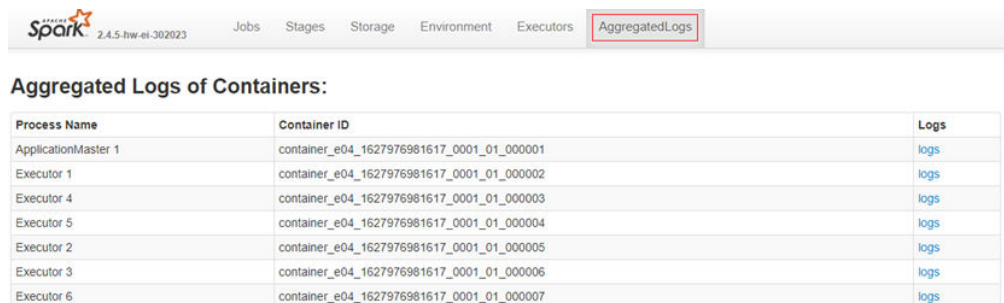 APACHE Spark 2.4.5-hw-ei-302023 Jobs Stages Storage Environment Executors AggregatedLogs
Aggregated Logs of Containers:
Process Name Container ID Logs
ApplicationMaster 1 container_e04_1627976981617_0001_01_000001 logs
Executor 1 container_e04_1627976981617_0001_01_000002 logs
Executor 4 container_e04_1627976981617_0001_01_000003 logs
Executor 5 container_e04_1627976981617_0001_01_000004 logs
Executor 2 container_e04_1627976981617_0001_01_000005 logs
Executor 3 container_e04_1627976981617_0001_01_000006 logs
Executor 6 container_e04_1627976981617_0001_01_000007 logs